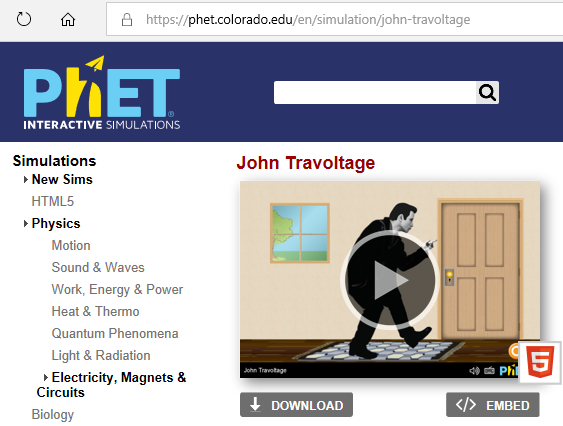 https://phet.colorado.edu/en/simulation/john-travoltage
PhET
INTERACTIVE SIMULATIONS
Simulations
New Sims
HTML5
Physics
Motion
Sound & Waves
Work, Energy & Power
Heat & Thermo
Quantum Phenomena
Light & Radiation
Electricity, Magnets &
Circuits
Biology
John Travoltage
John Travoltage
5
DOWNLOAD
</> EMBED